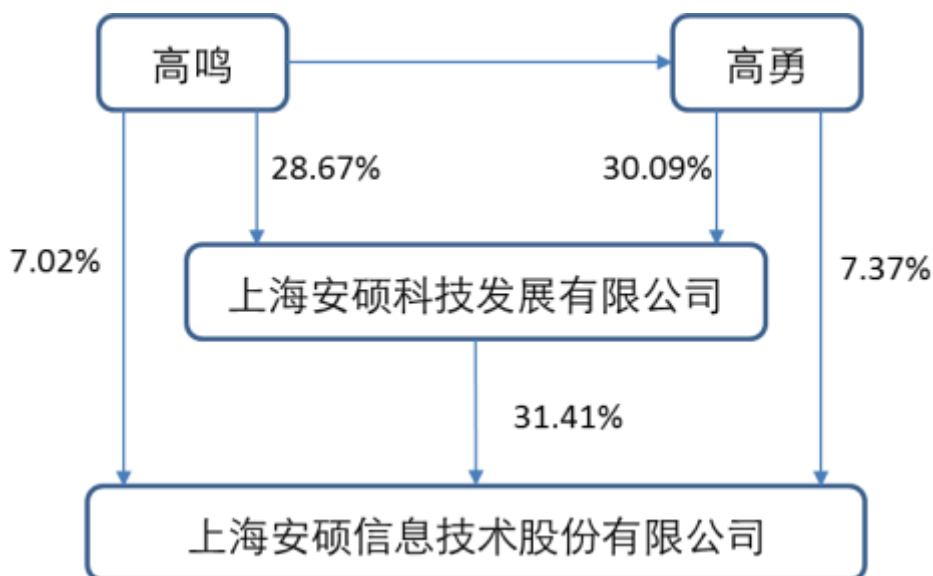 高鸣
高勇
28.67%
30.09%
7.02%
7.37%
上海安硕科技发展有限公司
31.41%
上海安硕信息技术股份有限公司